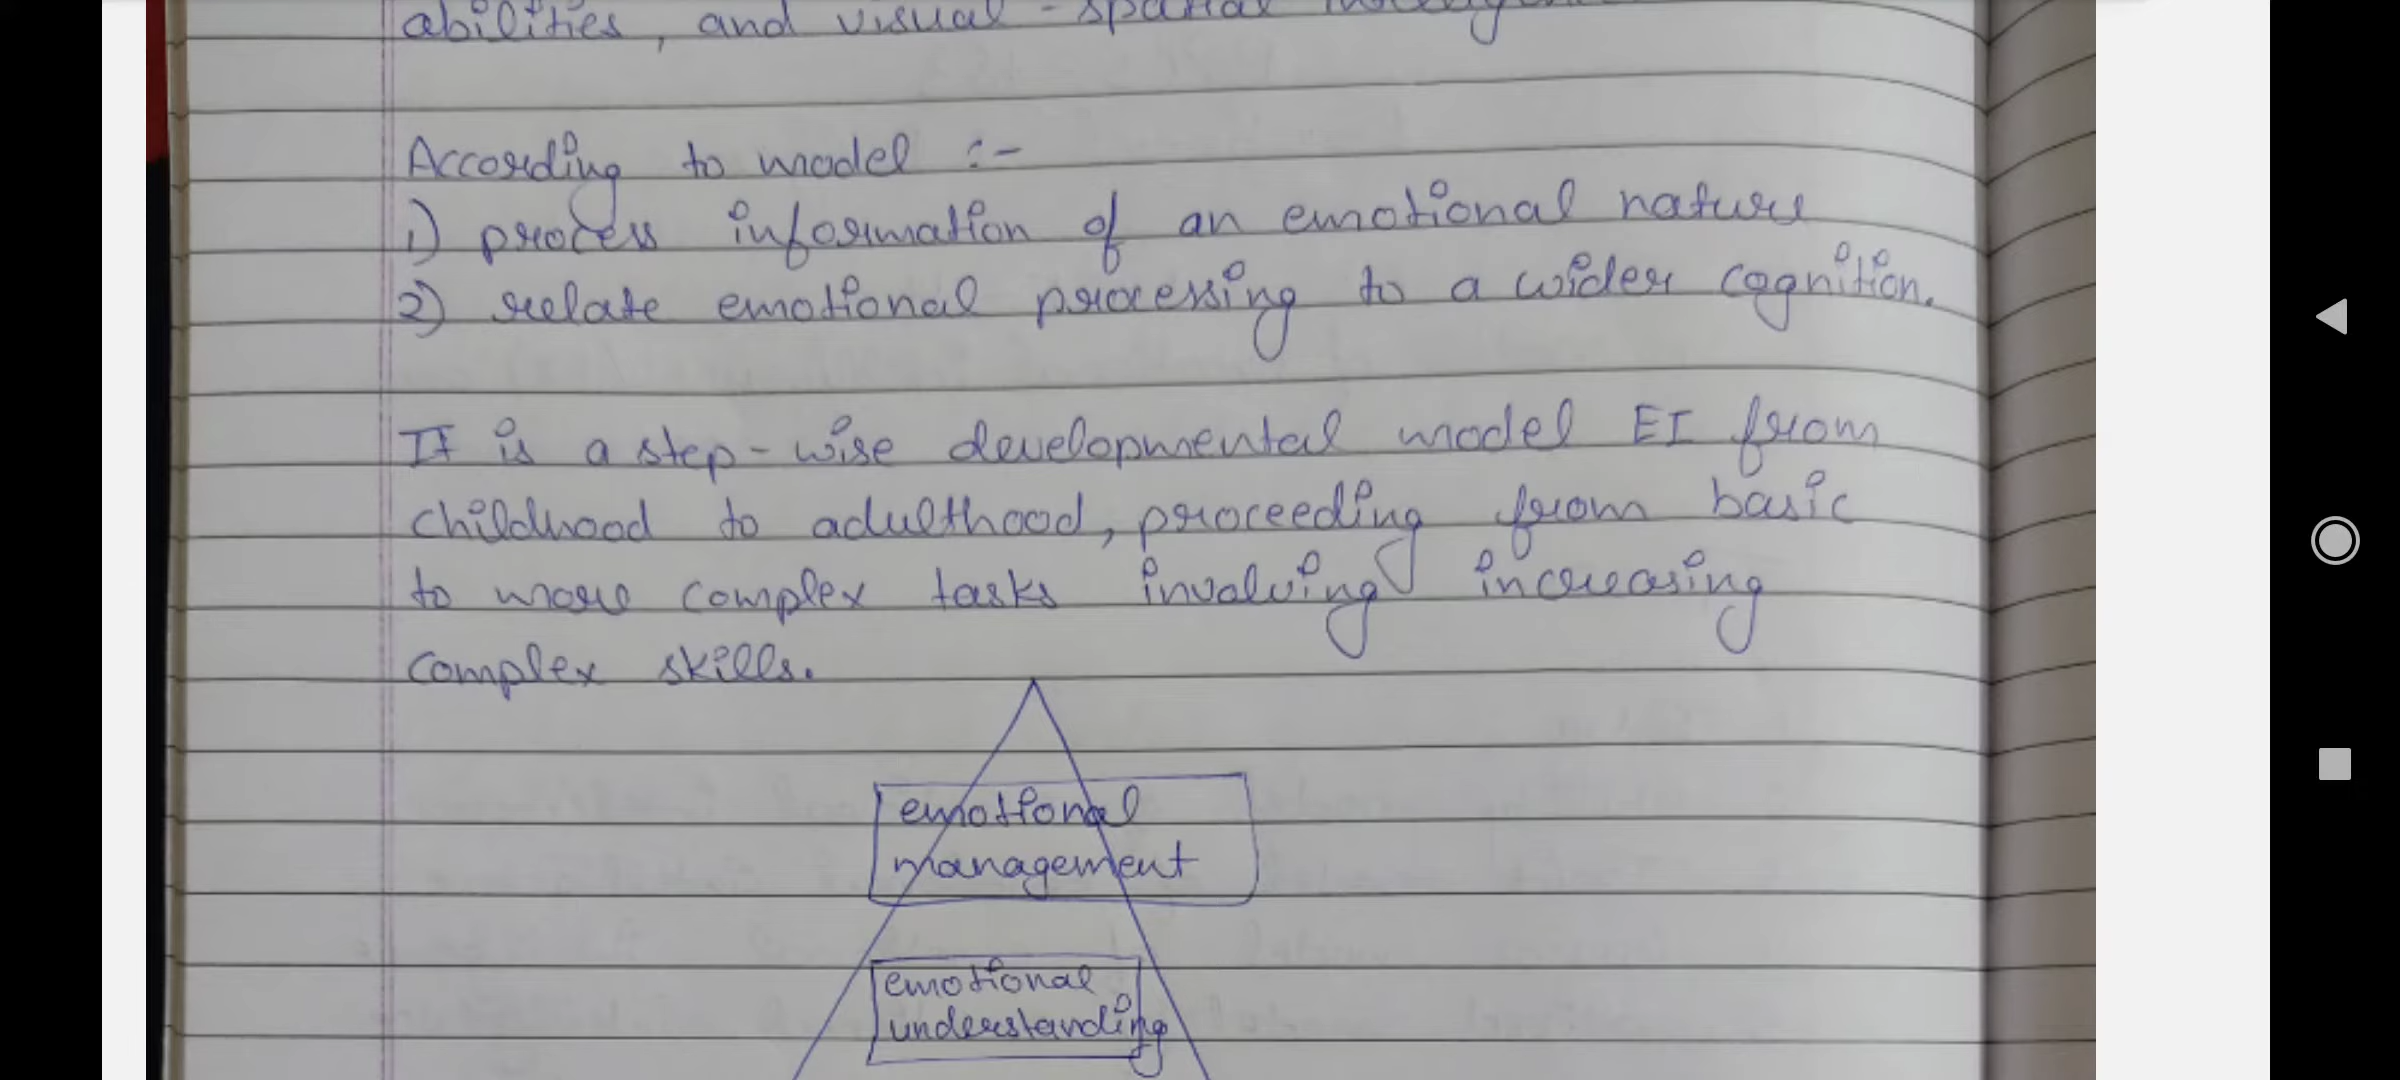 abilities, and visual-spatial
According to model :-
1) process information of an emotional nature
2) relate emotional processing to a wider cognition.
It is a step-wise developmental model EI from
childhood to adulthood, proceeding from basic
to more complex tasks involving increasing
complex skills.
emotional
management
emotional
understanding